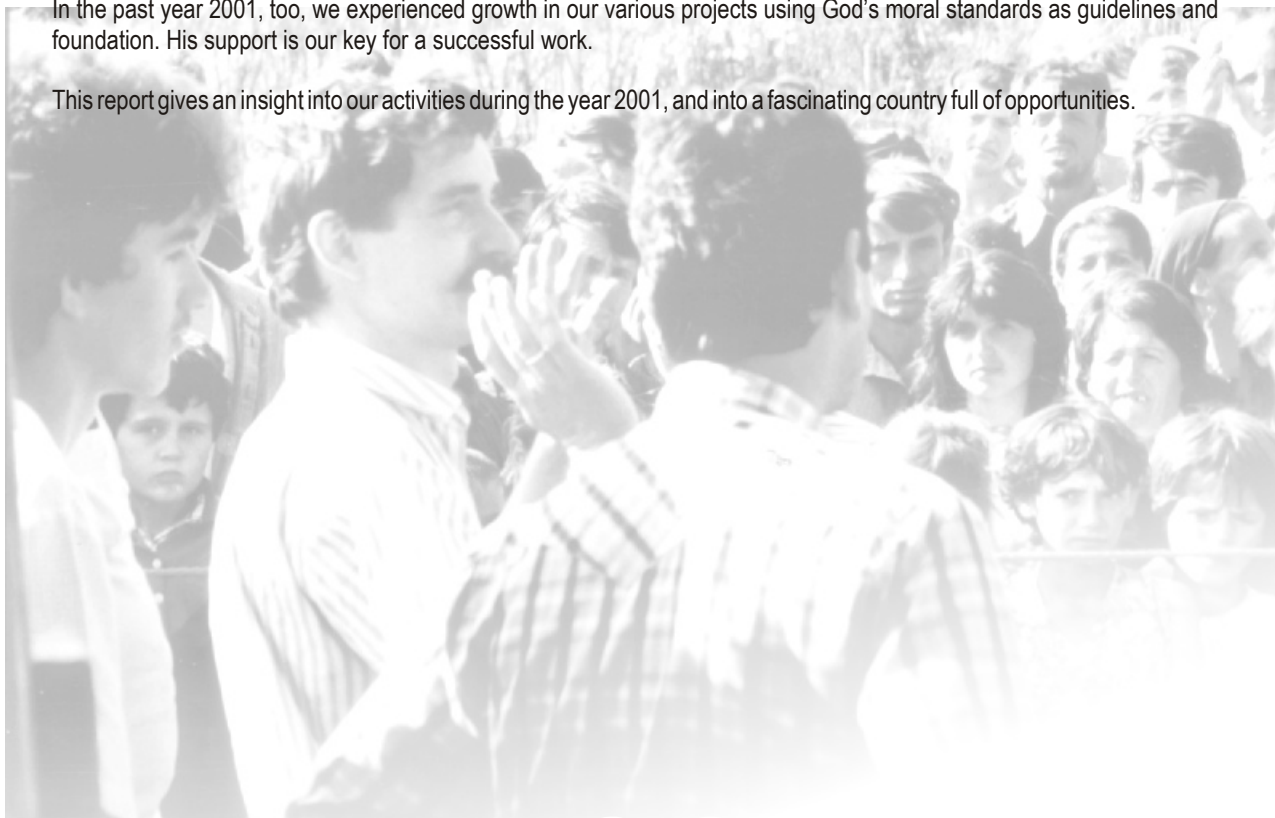 In the past year 2001, too, we experienced growth in our various projects using God's moral standards as guidelines and
foundation. His support is our key for a successful work.
This report gives an insight into our activities during the year 2001, and into a fascinating country full of opportunities.